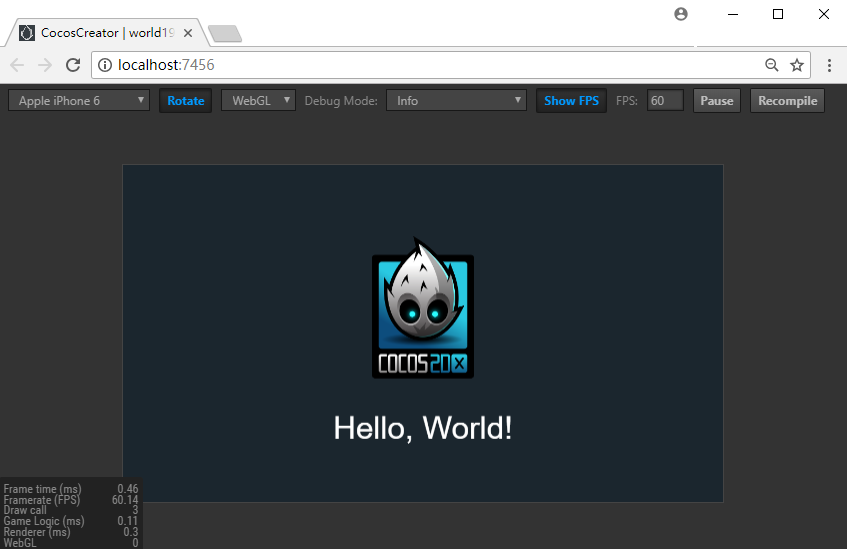 CocosCreator | world19
localhost:7456
Apple iPhone 6 Rotate WebGL Debug Mode: Info Show FPS FPS: 60 Pause Recompile
COCOS2DX
Hello, World!
Frame time (ms) 0.46
Framerate (FPS) 60.14
Draw call 3
Game Logic (ms) 0.11
Renderer (ms) 0.3
WebGL 0